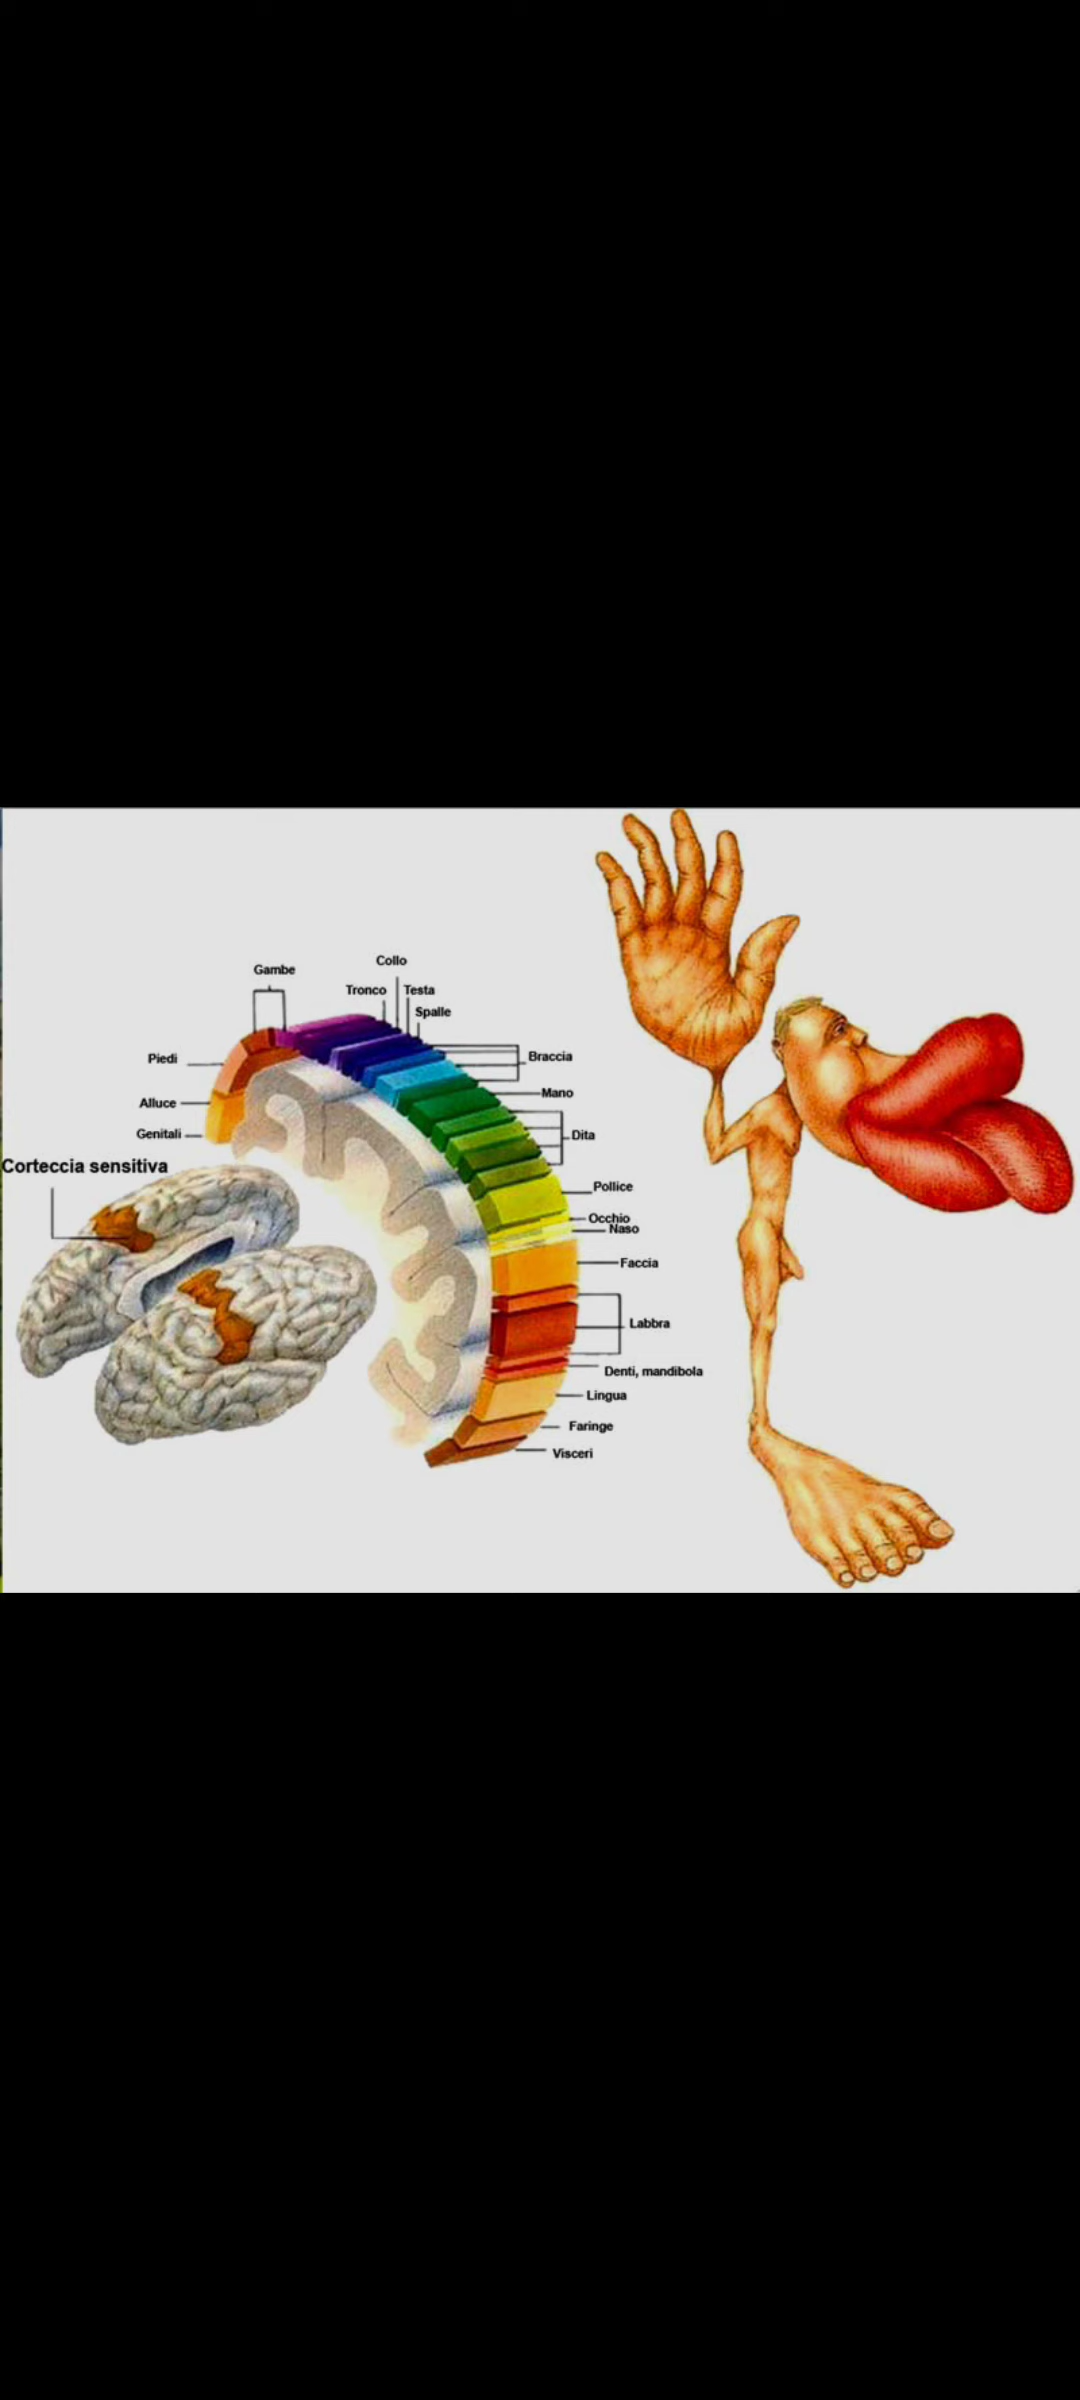 Collo
Gambe
Tronco
Testa
Spalle
Piedi
Braccia
Mano
Alluce
Genitali
Dita
Corteccia sensitiva
Pollice
Occhio
Naso
Faccia
Labbra
Denti, mandibola
Lingua
Faringe
Visceri